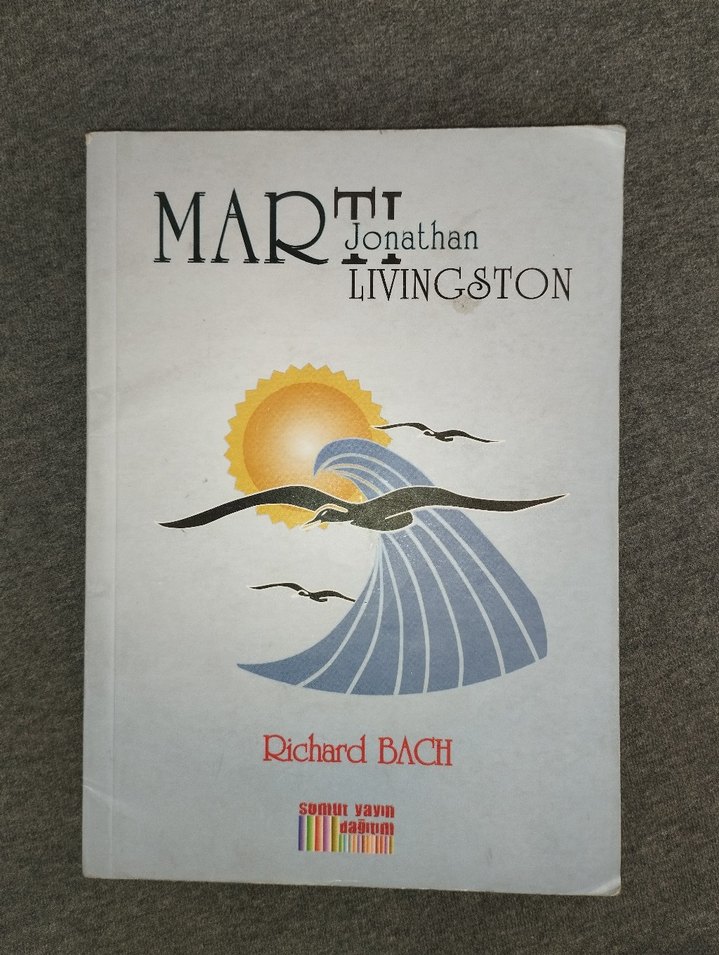 MARTI
Jonathan
LIVINGSTON
Richard BACH
somut yayın
dağıtım